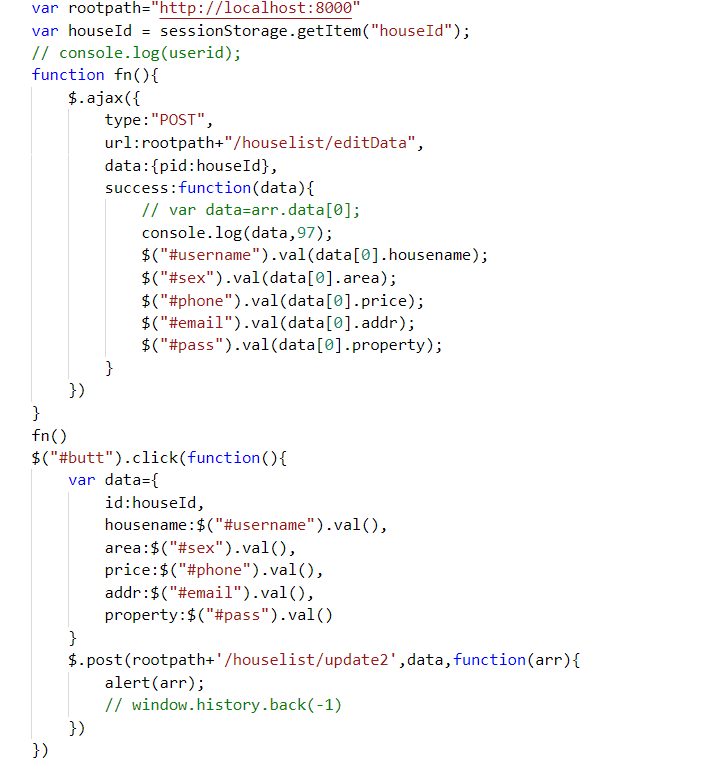 var rootpath="http://localhost:8000"
var houseId = sessionStorage.getItem("houseId");
// console.log(userid);
function fn(){
    $.ajax({
        type:"POST",
        url:rootpath+"/houselist/editData",
        data:{pid:houseId},
        success:function(data){
            // var data=arr.data[0];
            console.log(data,97);
            $("#username").val(data[0].housename);
            $("#sex").val(data[0].area);
            $("#phone").val(data[0].price);
            $("#email").val(data[0].addr);
            $("#pass").val(data[0].property);
        }
    })
}
fn()
$("#butt").click(function(){
    var data={
        id:houseId,
        housename:$("#username").val(),
        area:$("#sex").val(),
        price:$("#phone").val(),
        addr:$("#email").val(),
        property:$("#pass").val()
    }
    $.post(rootpath+'/houselist/update2',data,function(arr){
        alert(arr);
        // window.history.back(-1)
    })
})